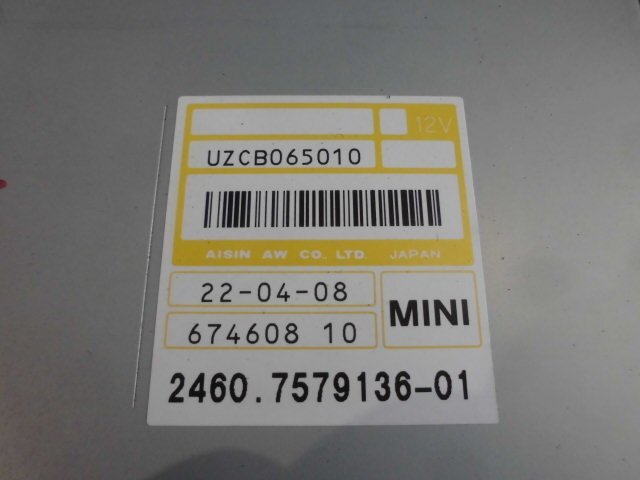 12V
UZCB065010
AISIN AW CO., LTD. JAPAN
22-04-08
MINI
674608 10
2460.7579136-01